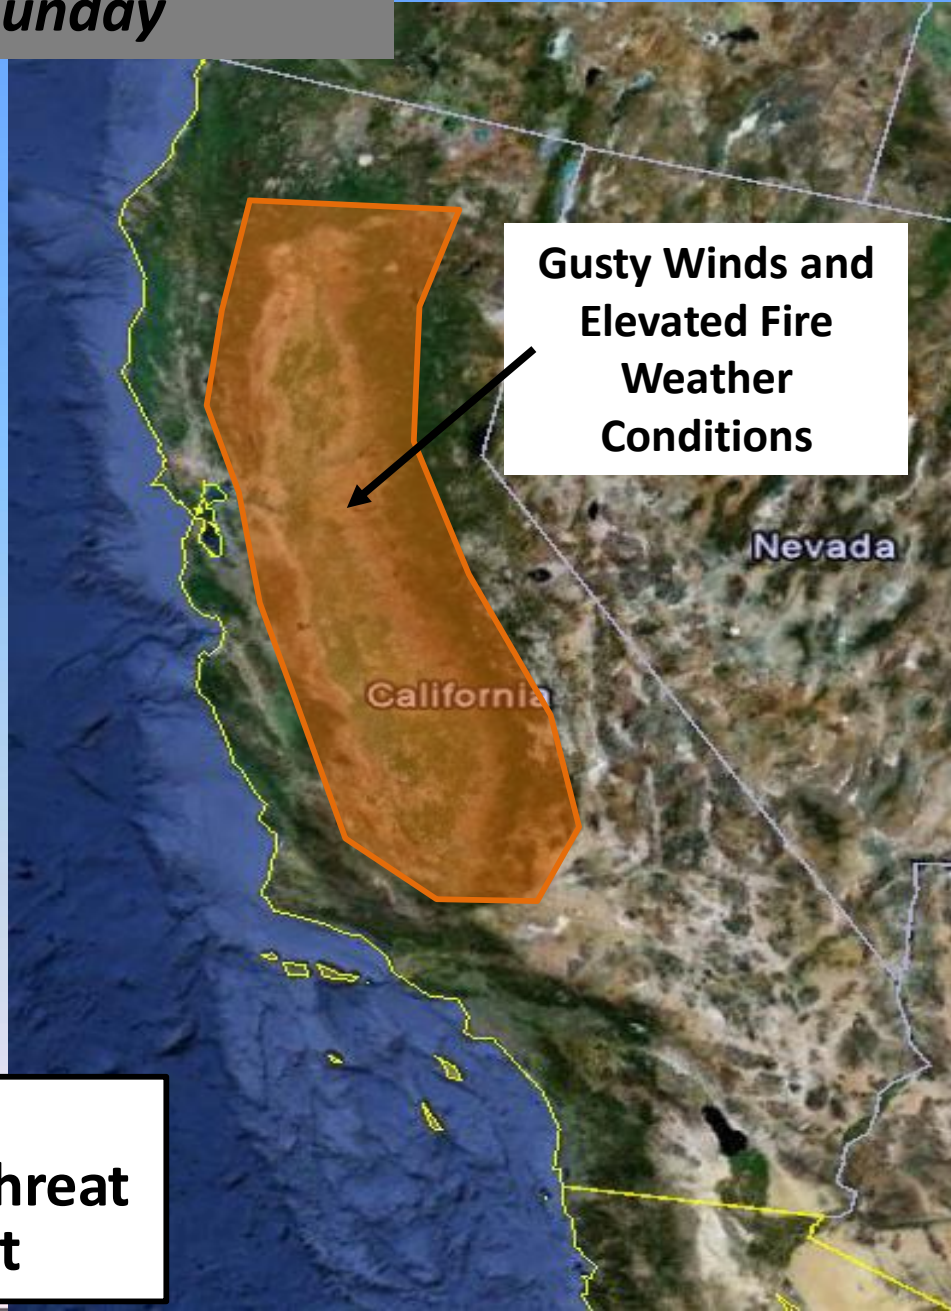 unday
Gusty Winds and
Elevated Fire
Weather
Conditions
Nevada
California
hreat
t